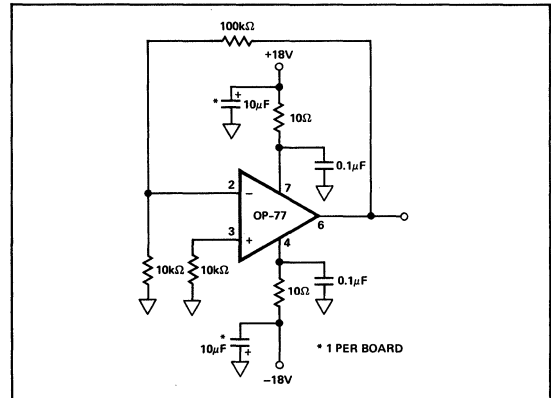 100kΩ
+18V
* + 10μF
10Ω
0.1μF
2 − 7
OP-77
6
3 + 4
10kΩ 10kΩ
10Ω
0.1μF
*
10μF +
* 1 PER BOARD
−18V